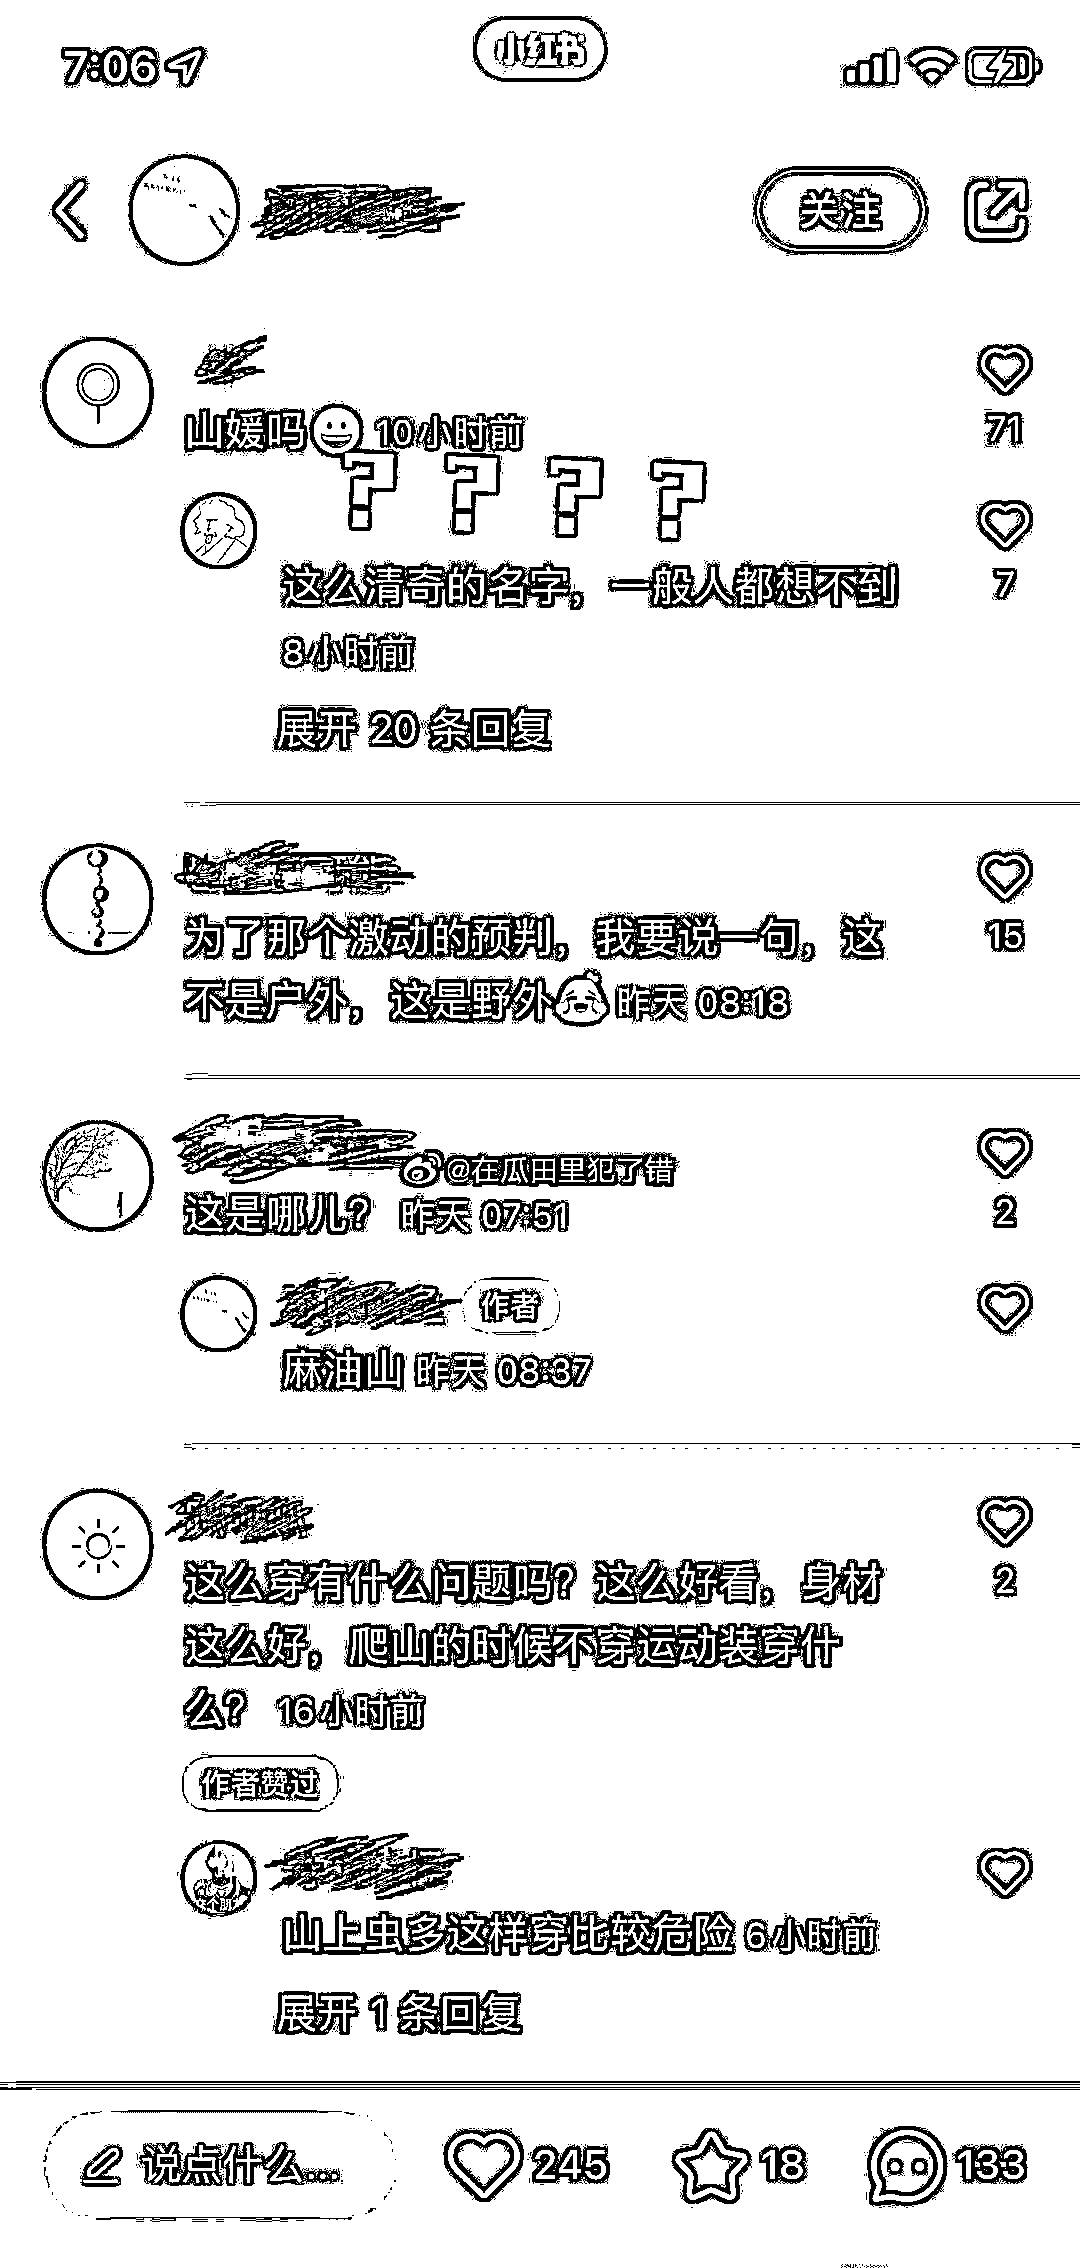 7:06
小红书
关注
山媛吗 10小时前
71
? ? ? ?
这么清奇的名字，一般人都想不到
7
8小时前
展开 20 条回复
为了那个激动的预判，我要说一句，这
15
不是户外，这是野外 昨天 08:18
@在瓜田里犯了错
这是哪儿？ 昨天 07:51
2
作者
麻油山 昨天 08:37
这么穿有什么问题吗？这么好看，身材
2
这么好，爬山的时候不穿运动装穿什
么？ 16小时前
作者赞过
山上虫多这样穿比较危险 6小时前
展开 1 条回复
说点什么...
245
18
133